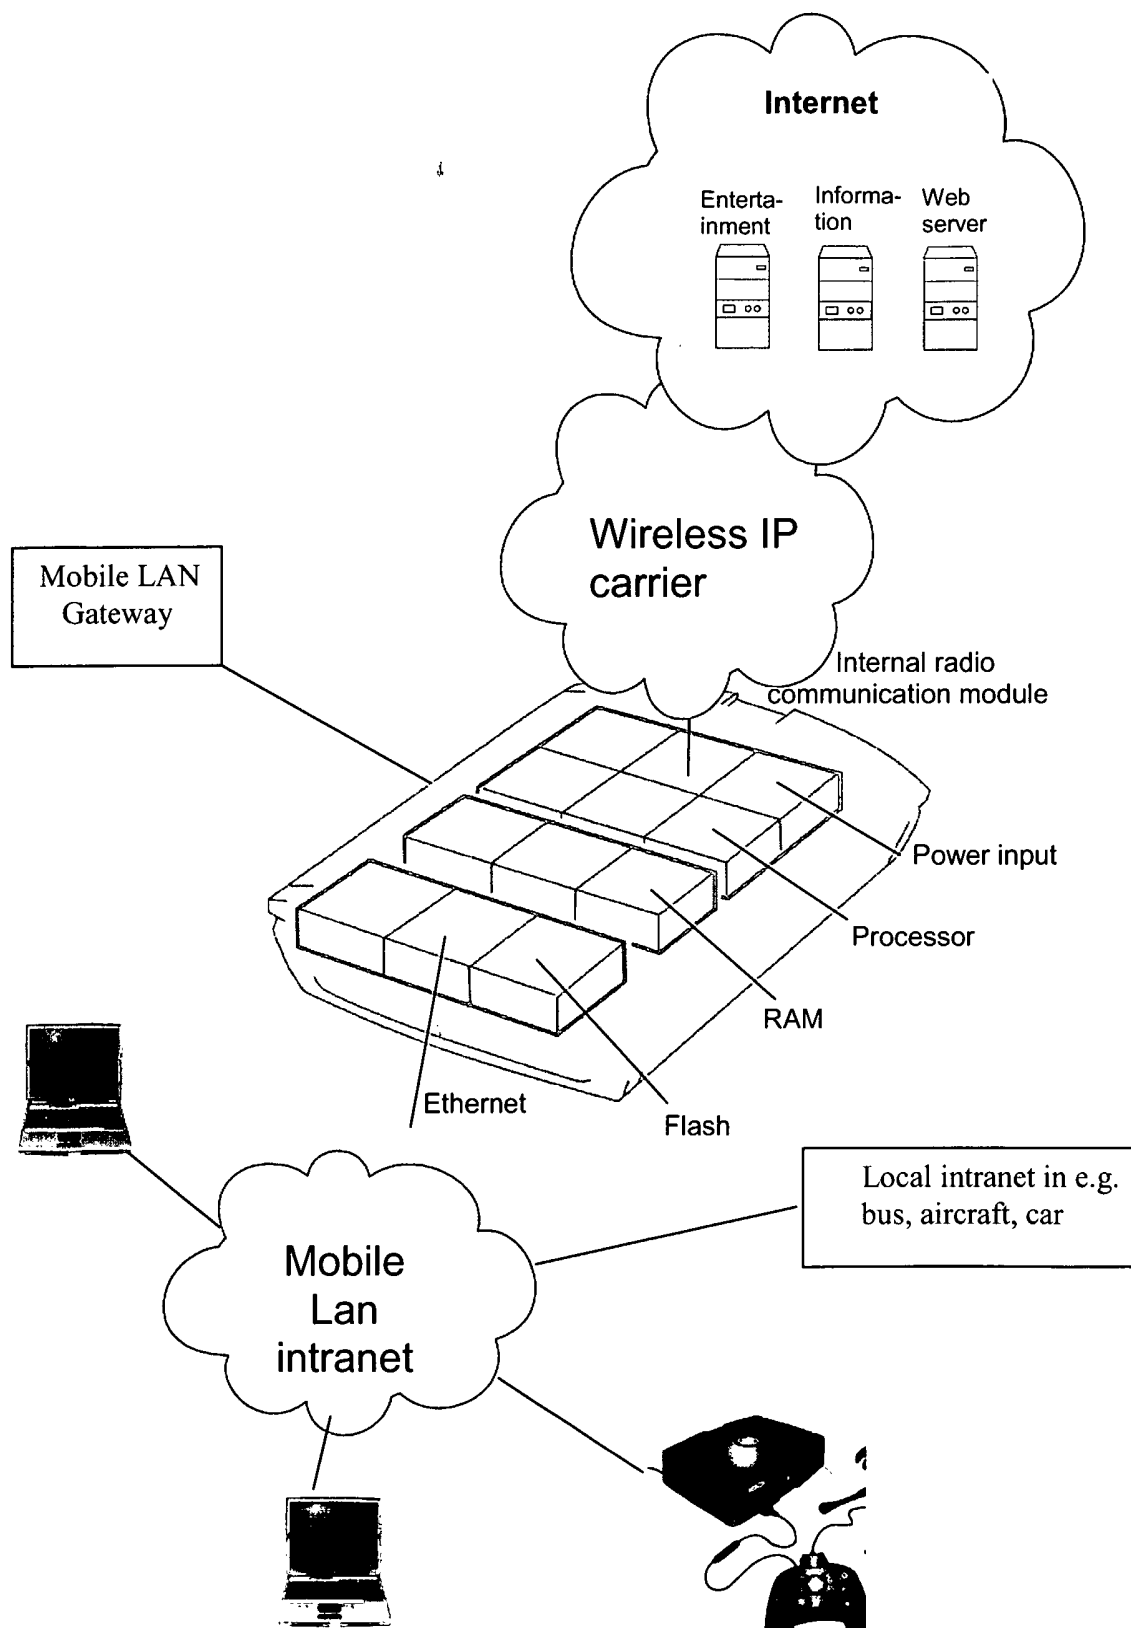 Internet
Enterta-
inment
Informa-
tion
Web
server
Wireless IP
carrier
Mobile LAN
Gateway
Internal radio
communication module
Power input
Processor
RAM
Ethernet
Flash
Local intranet in e.g.
bus, aircraft, car
Mobile
Lan
intranet